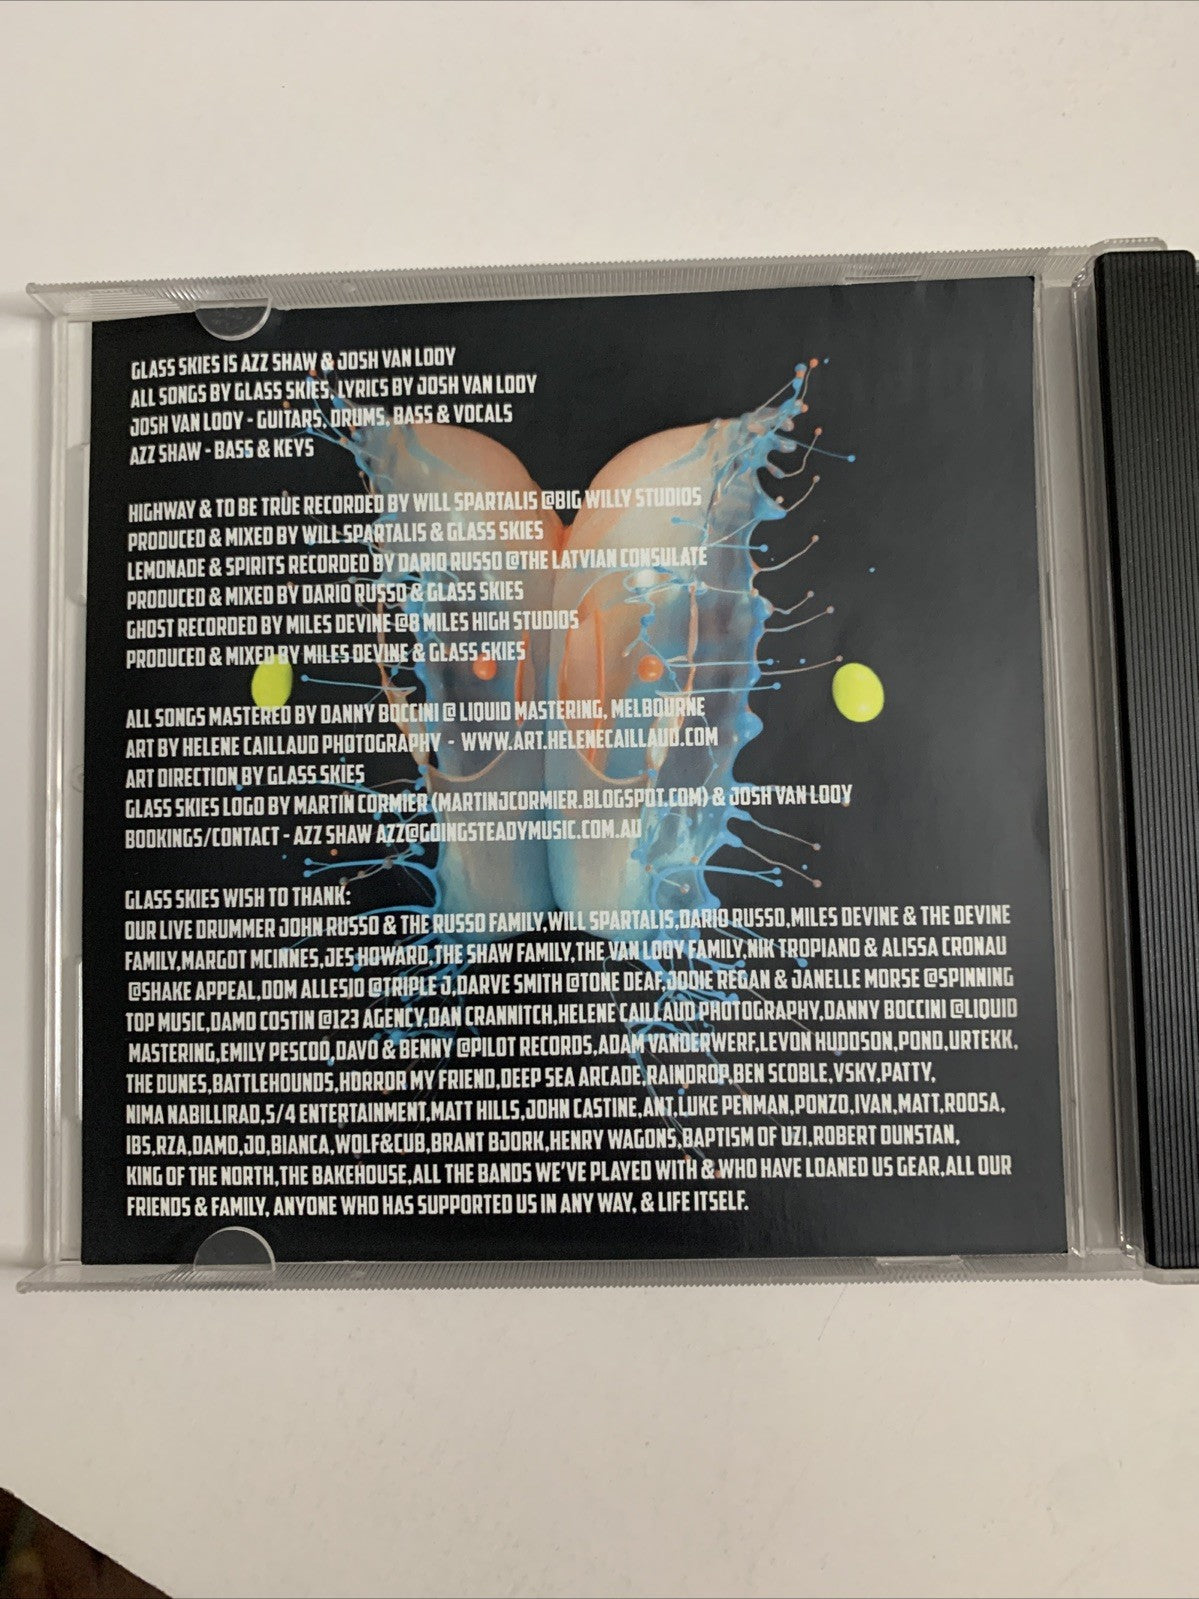 GLASS SKIES IS AZZ SHAW & JOSH VAN LOOY
ALL SONGS BY GLASS SKIES, LYRICS BY JOSH VAN LOOY
JOSH VAN LOOY - GUITARS, DRUMS, BASS & VOCALS
AZZ SHAW - BASS & KEYS
HIGHWAY & TO BE TRUE RECORDED BY WILL SPARTALIS @BIG WILLY STUDIOS
PRODUCED & MIXED BY WILL SPARTALIS & GLASS SKIES
LEMONADE & SPIRITS RECORDED BY DARIO RUSSO @THE LATVIAN CONSULATE
PRODUCED & MIXED BY DARIO RUSSO & GLASS SKIES
GHOST RECORDED BY MILES DEVINE @8 MILES HIGH STUDIOS
PRODUCED & MIXED BY MILES DEVINE & GLASS SKIES
ALL SONGS MASTERED BY DANNY BOCCINI @ LIQUID MASTERING, MELBOURNE
ART BY HELENE CAILLAUD PHOTOGRAPHY - WWW.ART.HELENECAILLAUD.COM
ART DIRECTION BY GLASS SKIES
GLASS SKIES LOGO BY MARTIN CORMIER (MARTINJCORMIER.BLOGSPOT.COM) & JOSH VAN LOOY
BOOKINGS/CONTACT - AZZ SHAW AZZ@GOINGSTEADYMUSIC.COM.AU
GLASS SKIES WISH TO THANK:
OUR LIVE DRUMMER JOHN RUSSO & THE RUSSO FAMILY,WILL SPARTALIS,DARIO RUSSO,MILES DEVINE & THE DEVINE
FAMILY,MARGOT MCINNES,JES HOWARD,THE SHAW FAMILY,THE VAN LOOY FAMILY,NIK TROPIANO & ALISSA CRONAU
@SHAKE APPEAL,DOM ALLESIO @TRIPLE J,DARVE SMITH @TONE DEAF,JODIE REGAN & JANELLE MORSE @SPINNING
TOP MUSIC,DAMO COSTIN @123 AGENCY,DAN CRANNITCH,HELENE CAILLAUD PHOTOGRAPHY,DANNY BOCCINI @LIQUID
MASTERING,EMILY PESCOD,DAVO & BENNY @PILOT RECORDS,ADAM VANDERWERF,LEVON HUDDSON,POND,URTEKK,
THE DUNES,BATTLEHOUNDS,HORROR MY FRIEND,DEEP SEA ARCADE,RAINDROP,BEN SCOBLE,VSKY,PATTY,
NIMA NABILLIRAD,5/4 ENTERTAINMENT,MATT HILLS,JOHN CASTINE,ANT,LUKE PENMAN,PONZO,IVAN,MATT,ROOSA,
IBS,RZA,DAMO,JO,BIANCA,WOLF&CUB,BRANT BJORK,HENRY WAGONS,BAPTISM OF UZI,ROBERT DUNSTAN,
KING OF THE NORTH,THE BAKEHOUSE,ALL THE BANDS WE'VE PLAYED WITH & WHO HAVE LOANED US GEAR,ALL OUR
FRIENDS & FAMILY, ANYONE WHO HAS SUPPORTED US IN ANY WAY, & LIFE ITSELF.